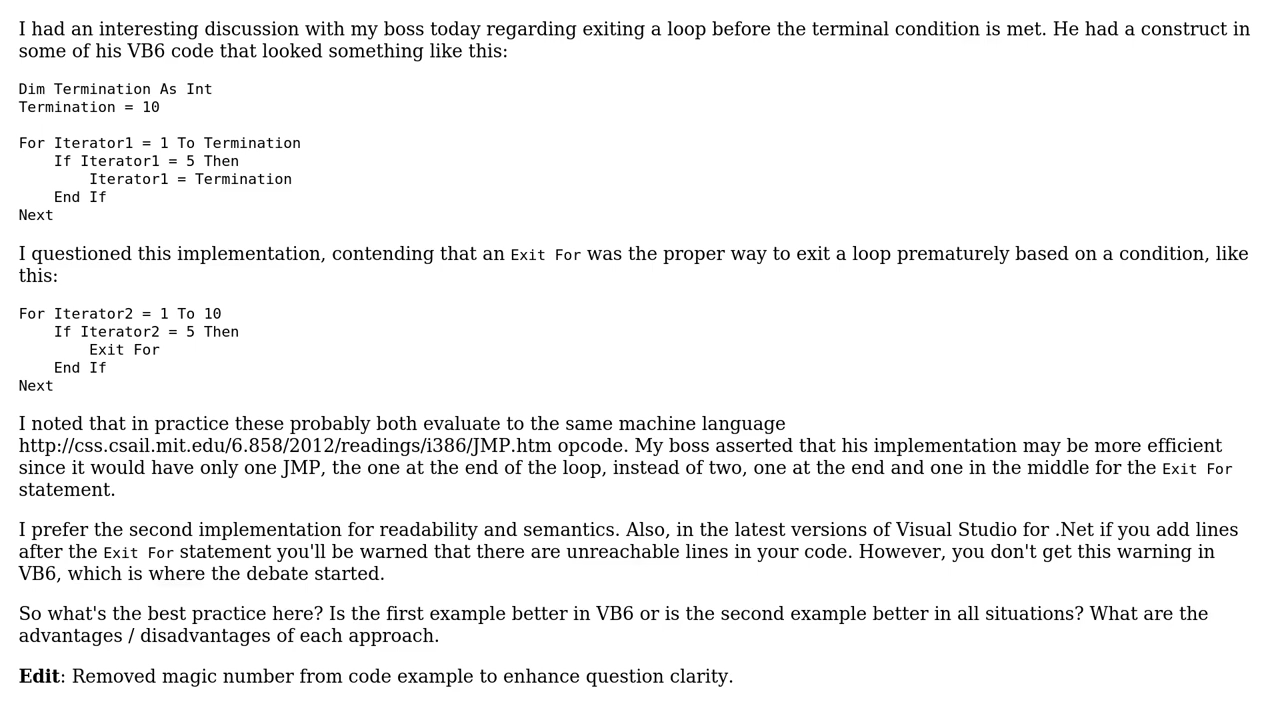 I had an interesting discussion with my boss today regarding exiting a loop before the terminal condition is met. He had a construct in
some of his VB6 code that looked something like this:
Dim Termination As Int
Termination = 10
For Iterator1 = 1 To Termination
    If Iterator1 = 5 Then
        Iterator1 = Termination
    End If
Next
I questioned this implementation, contending that an Exit For was the proper way to exit a loop prematurely based on a condition, like
this:
For Iterator2 = 1 To 10
    If Iterator2 = 5 Then
        Exit For
    End If
Next
I noted that in practice these probably both evaluate to the same machine language
http://css.csail.mit.edu/6.858/2012/readings/i386/JMP.htm opcode. My boss asserted that his implementation may be more efficient
since it would have only one JMP, the one at the end of the loop, instead of two, one at the end and one in the middle for the Exit For
statement.
I prefer the second implementation for readability and semantics. Also, in the latest versions of Visual Studio for .Net if you add lines
after the Exit For statement you'll be warned that there are unreachable lines in your code. However, you don't get this warning in
VB6, which is where the debate started.
So what's the best practice here? Is the first example better in VB6 or is the second example better in all situations? What are the
advantages / disadvantages of each approach.
Edit: Removed magic number from code example to enhance question clarity.